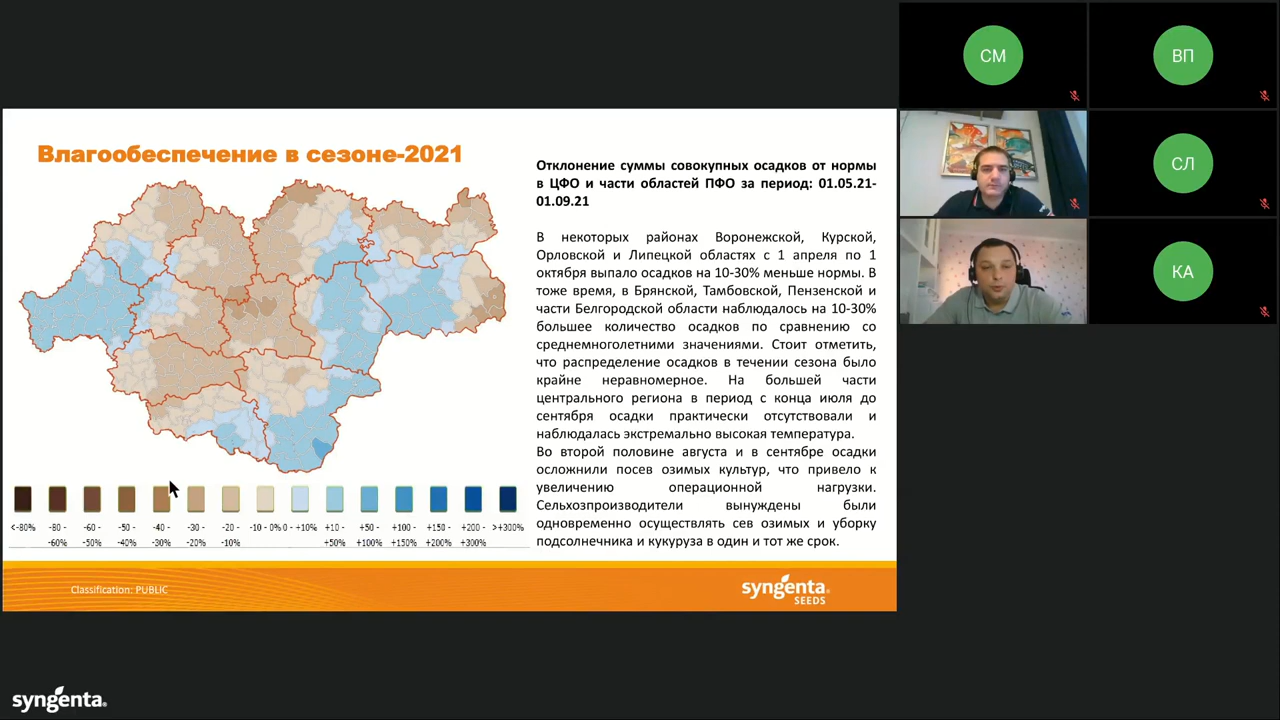 Влагообеспечение в сезоне-2021
Отклонение суммы совокупных осадков от нормы
в ЦФО и части областей ПФО за период: 01.05.21-
01.09.21
В некоторых районах Воронежской, Курской,
Орловской и Липецкой областях с 1 апреля по 1
октября выпало осадков на 10-30% меньше нормы. В
тоже время, в Брянской, Тамбовской, Пензенской и
части Белгородской области наблюдалось на 10-30%
большее количество осадков по сравнению со
среднемноголетними значениями. Стоит отметить,
что распределение осадков в течении сезона было
крайне неравномерное. На большей части
центрального региона в период с конца июля до
сентября осадки практически отсутствовали и
наблюдалась экстремально высокая температура.
Во второй половине августа и в сентябре осадки
осложнили посев озимых культур, что привело к
увеличению операционной нагрузки.
Сельхозпроизводители вынуждены были
одновременно осуществлять сев озимых и уборку
подсолнечника и кукуруза в один и тот же срок.
<-80% -80 - -60 - -50 - -40 - -30 - -20 - -10 - 0% 0 - +10% +10 - +50 - +100 - +150 - +200 - >+300%
-60% -50% -40% -30% -20% -10% +50% +100% +150% +200% +300%
Classification: PUBLIC
syngenta
SEEDS
syngenta
СМ
ВП
СЛ
КА